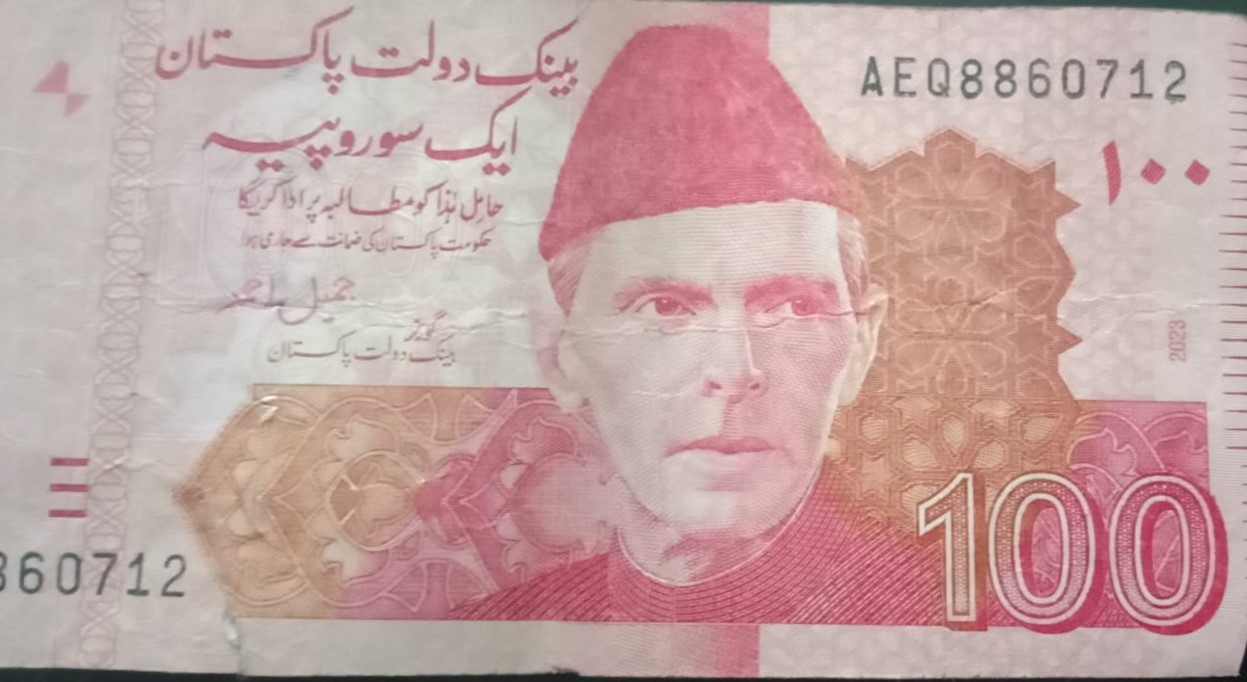 بینک دولت پاکستان
AEQ8860712
ایک سو روپیہ
۱۰۰
حامل ہٰذا کو مطالبہ پر ادا کریگا
حکومت پاکستان کی ضمانت سے جاری ہوا
جمیل احمد
گورنر
بینک دولت پاکستان
2023
100
860712